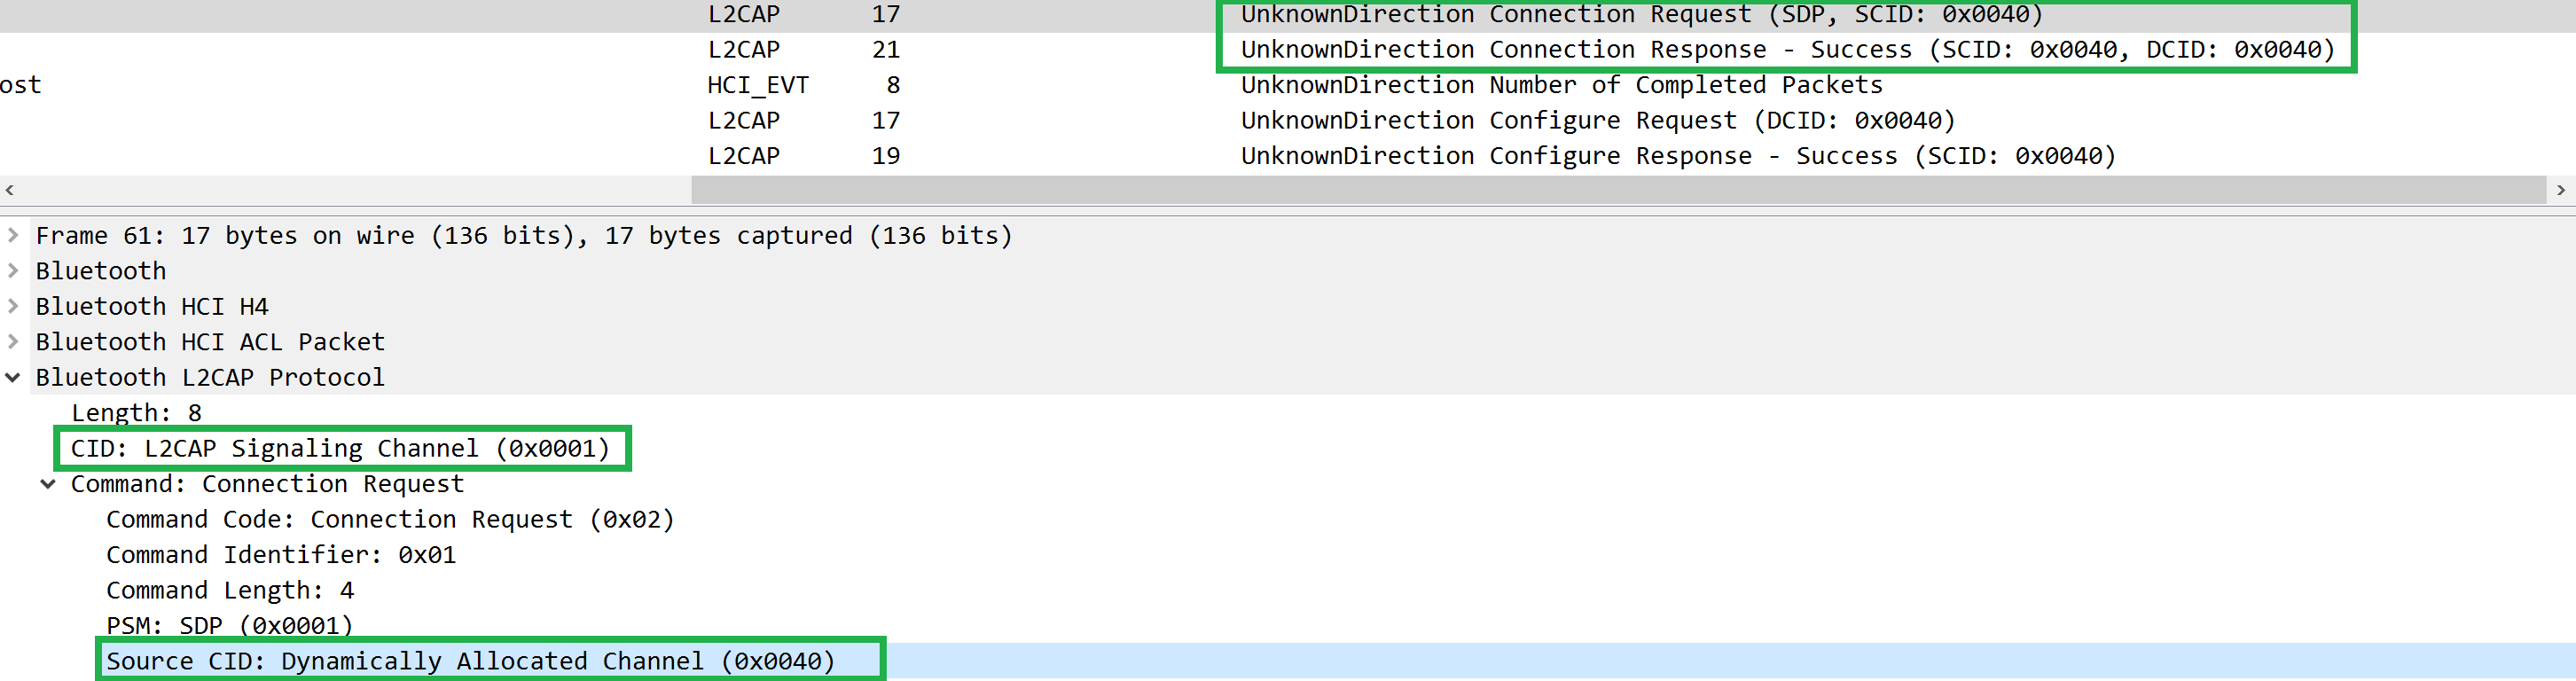 L2CAP 17 UnknownDirection Connection Request (SDP, SCID: 0x0040)
L2CAP 21 UnknownDirection Connection Response - Success (SCID: 0x0040, DCID: 0x0040)
ost HCI_EVT 8 UnknownDirection Number of Completed Packets
L2CAP 17 UnknownDirection Configure Request (DCID: 0x0040)
L2CAP 19 UnknownDirection Configure Response - Success (SCID: 0x0040)
Frame 61: 17 bytes on wire (136 bits), 17 bytes captured (136 bits)
Bluetooth
Bluetooth HCI H4
Bluetooth HCI ACL Packet
Bluetooth L2CAP Protocol
Length: 8
CID: L2CAP Signaling Channel (0x0001)
Command: Connection Request
Command Code: Connection Request (0x02)
Command Identifier: 0x01
Command Length: 4
PSM: SDP (0x0001)
Source CID: Dynamically Allocated Channel (0x0040)